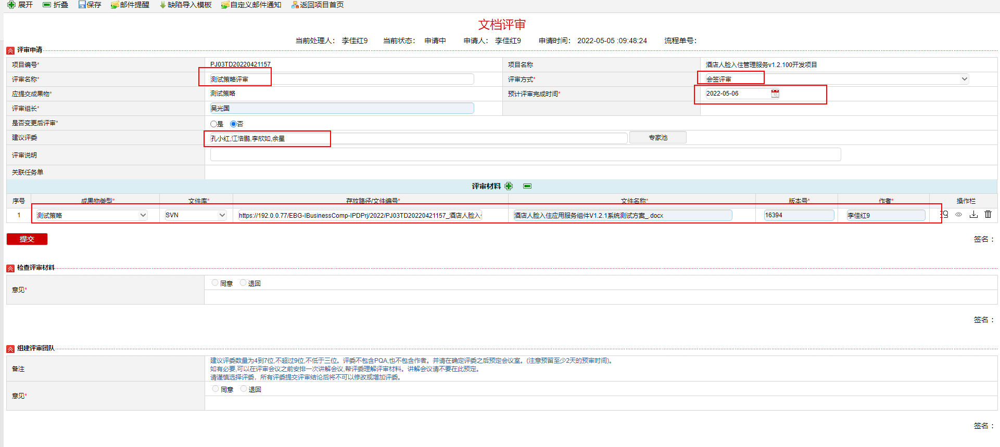 展开 折叠 保存 邮件提醒 缺陷导入模板 自定义邮件通知 返回项目首页
文档评审
当前处理人： 李佳红9 当前状态： 申请中 申请人： 李佳红9 申请时间： 2022-05-05 :09:48:24 流程单号：
评审申请
项目编号* PJ03TD20220421157 项目名称 酒店人脸入住管理服务v1.2.100开发项目
评审名称* 测试策略评审 评审方式* 会签评审
应提交成果物* 测试策略 预计评审完成时间* 2022-05-06
评审组长* 吴光国
是否变更后评审* 是 否
建议评委 孔小红,江浩鹏,李欣如,余星 专家池
评审说明
关联任务单
评审材料
序号 成果物类型* 文件库* 存放路径/文件编号* 文件名称* 版本号* 作者* 操作栏
1 测试策略 SVN https://192.0.0.77/EBG-IBusinessComp-IPDPrj/2022/PJ03TD20220421157_酒店人脸入 酒店人脸入住应用服务组件V1.2.1系统测试方案_.docx 16394 李佳红9
提交 签名：
检查评审材料
意见* 同意 退回
签名：
组建评审团队
备注 建议评委数量为4到7位,不超过9位,不低于三位。评委不包含PQA,也不包含作者。并请在确定评委之后预定会议室。(注意预留至少2天的预审时间)。
如有必要,可以在评审会议之前安排一次讲解会议,帮评委理解评审材料。讲解会议请不要在此预定。
请谨慎选择评委，所有评委提交评审结论后将不可以修改或增加评委。
意见* 同意 退回
签名：